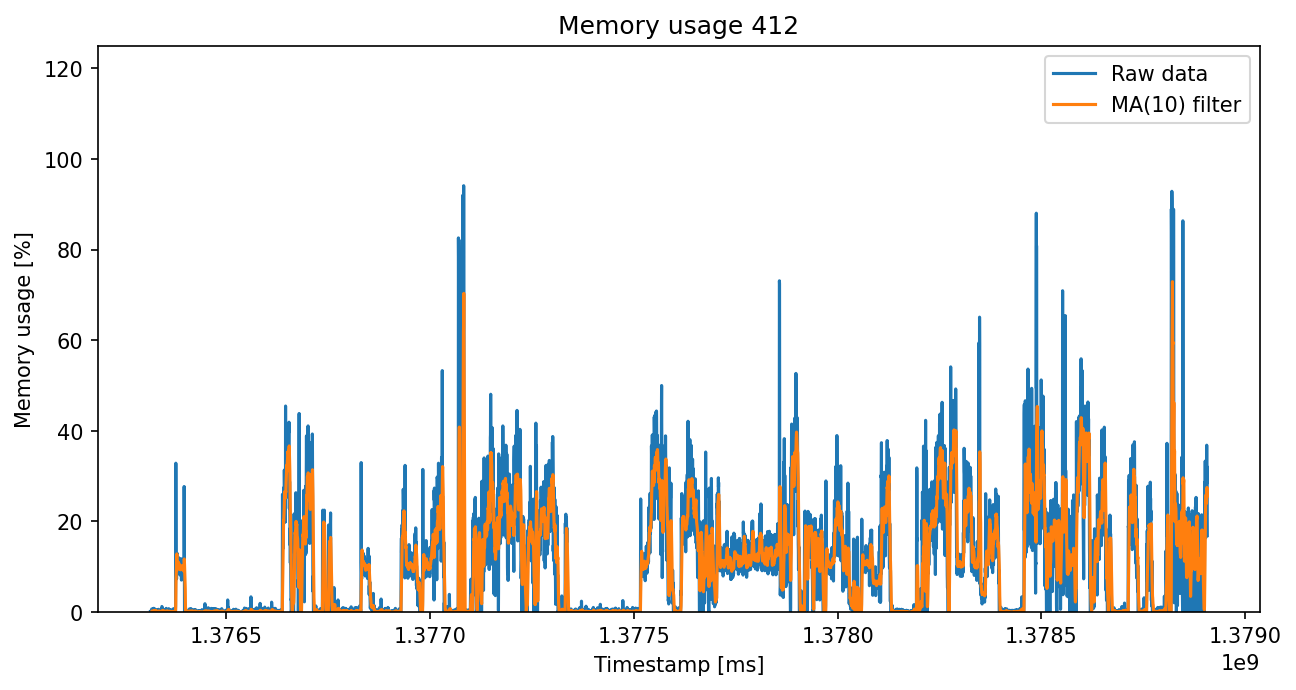 Memory usage 412
Raw data
MA(10) filter
Memory usage [%]
120
100
80
60
40
20
0
1.3765 1.3770 1.3775 1.3780 1.3785 1.3790
1e9
Timestamp [ms]